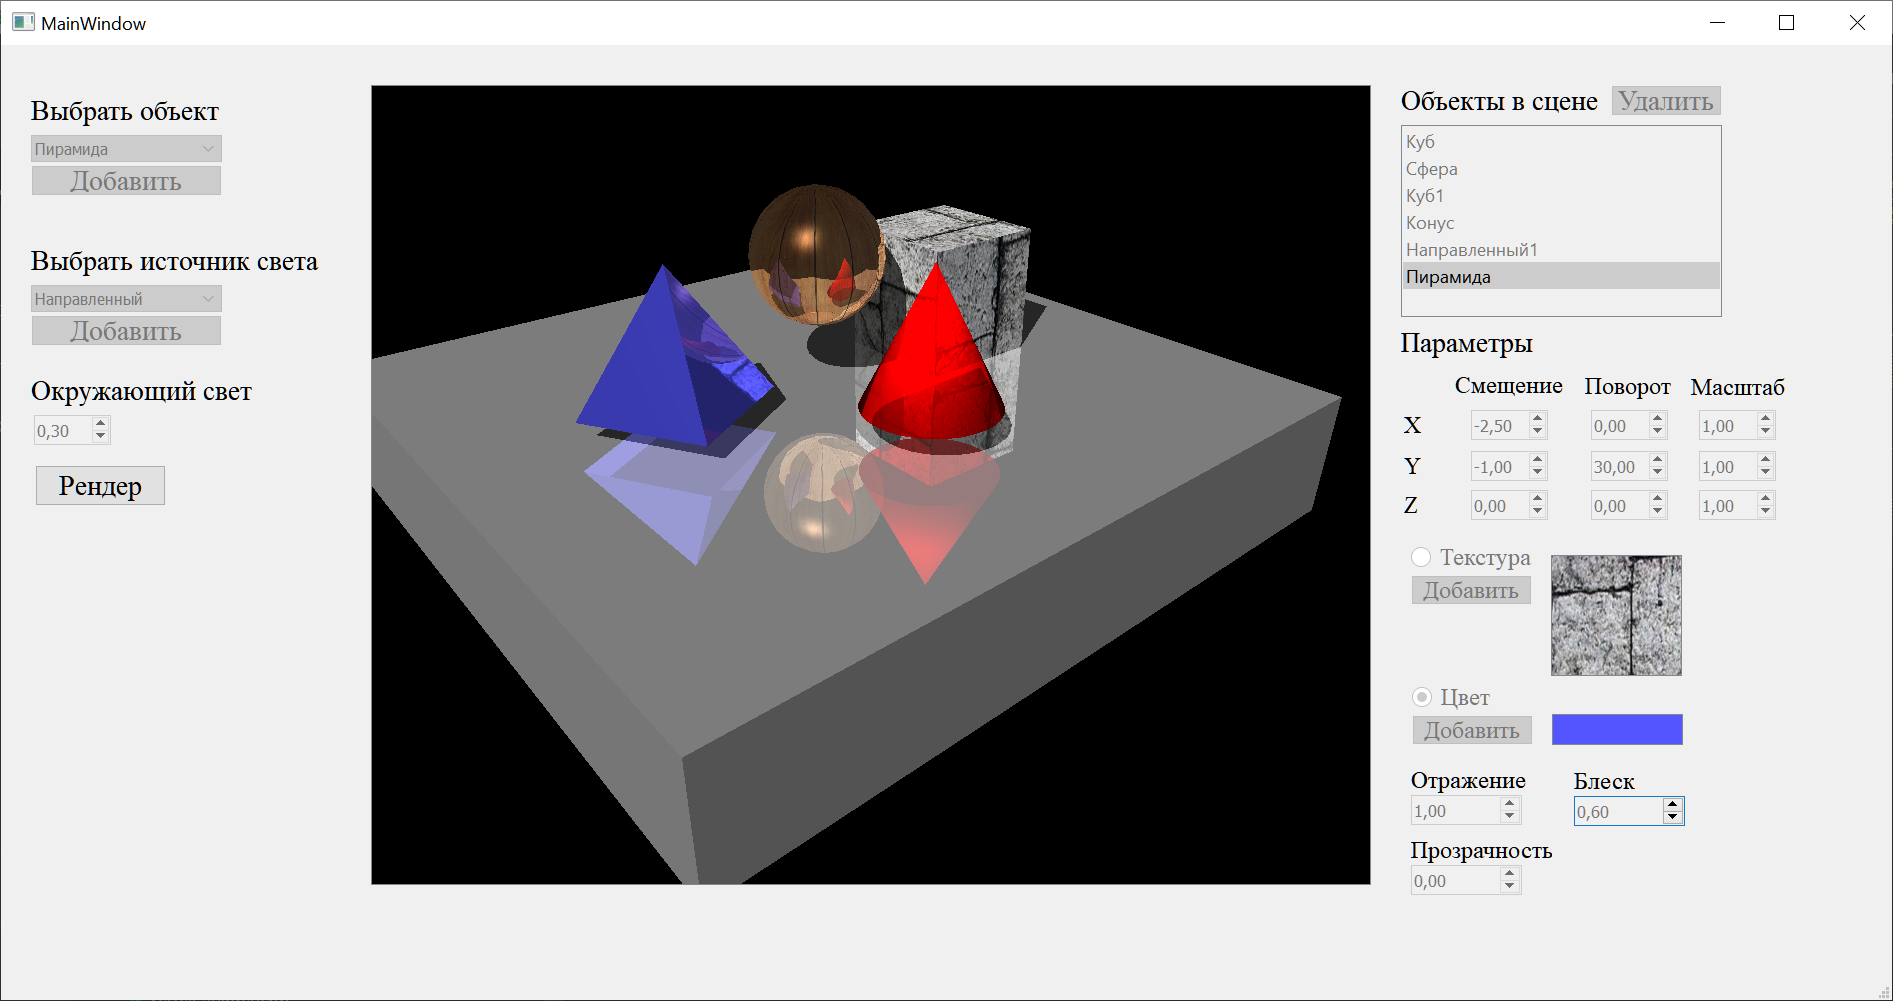 MainWindow
Выбрать объект
Пирамида
Добавить
Выбрать источник света
Направленный
Добавить
Окружающий свет
0,30
Рендер
Объекты в сцене Удалить
Куб
Сфера
Куб1
Конус
Направленный1
Пирамида
Параметры
Смещение Поворот Масштаб
X -2,50 0,00 1,00
Y -1,00 30,00 1,00
Z 0,00 0,00 1,00
Текстура
Добавить
Цвет
Добавить
Отражение Блеск
1,00 0,60
Прозрачность
0,00